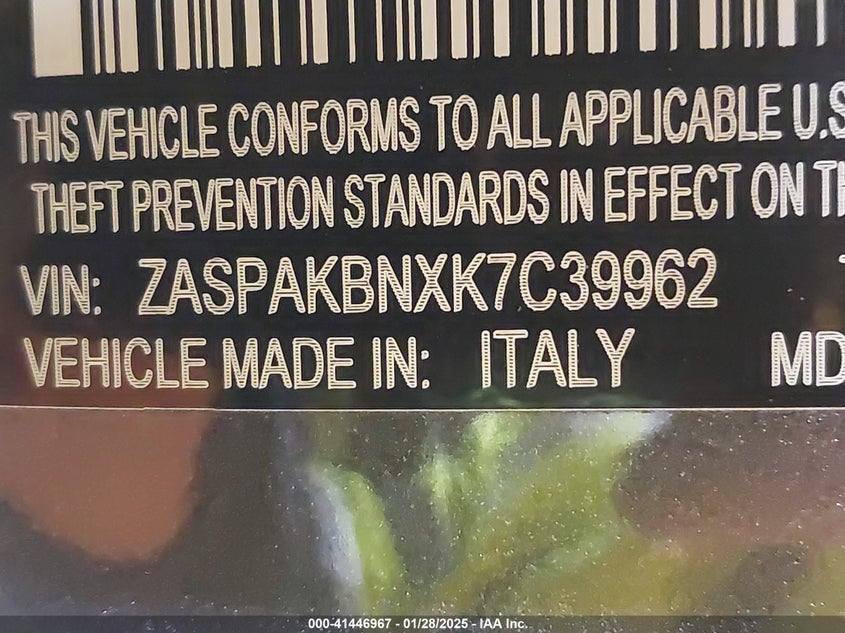 THIS VEHICLE CONFORMS TO ALL APPLICABLE U.S
THEFT PREVENTION STANDARDS IN EFFECT ON TH
VIN: ZASPAKBNXK7C39962
VEHICLE MADE IN: ITALY MD
000-41446967 - 01/28/2025 - IAA Inc.